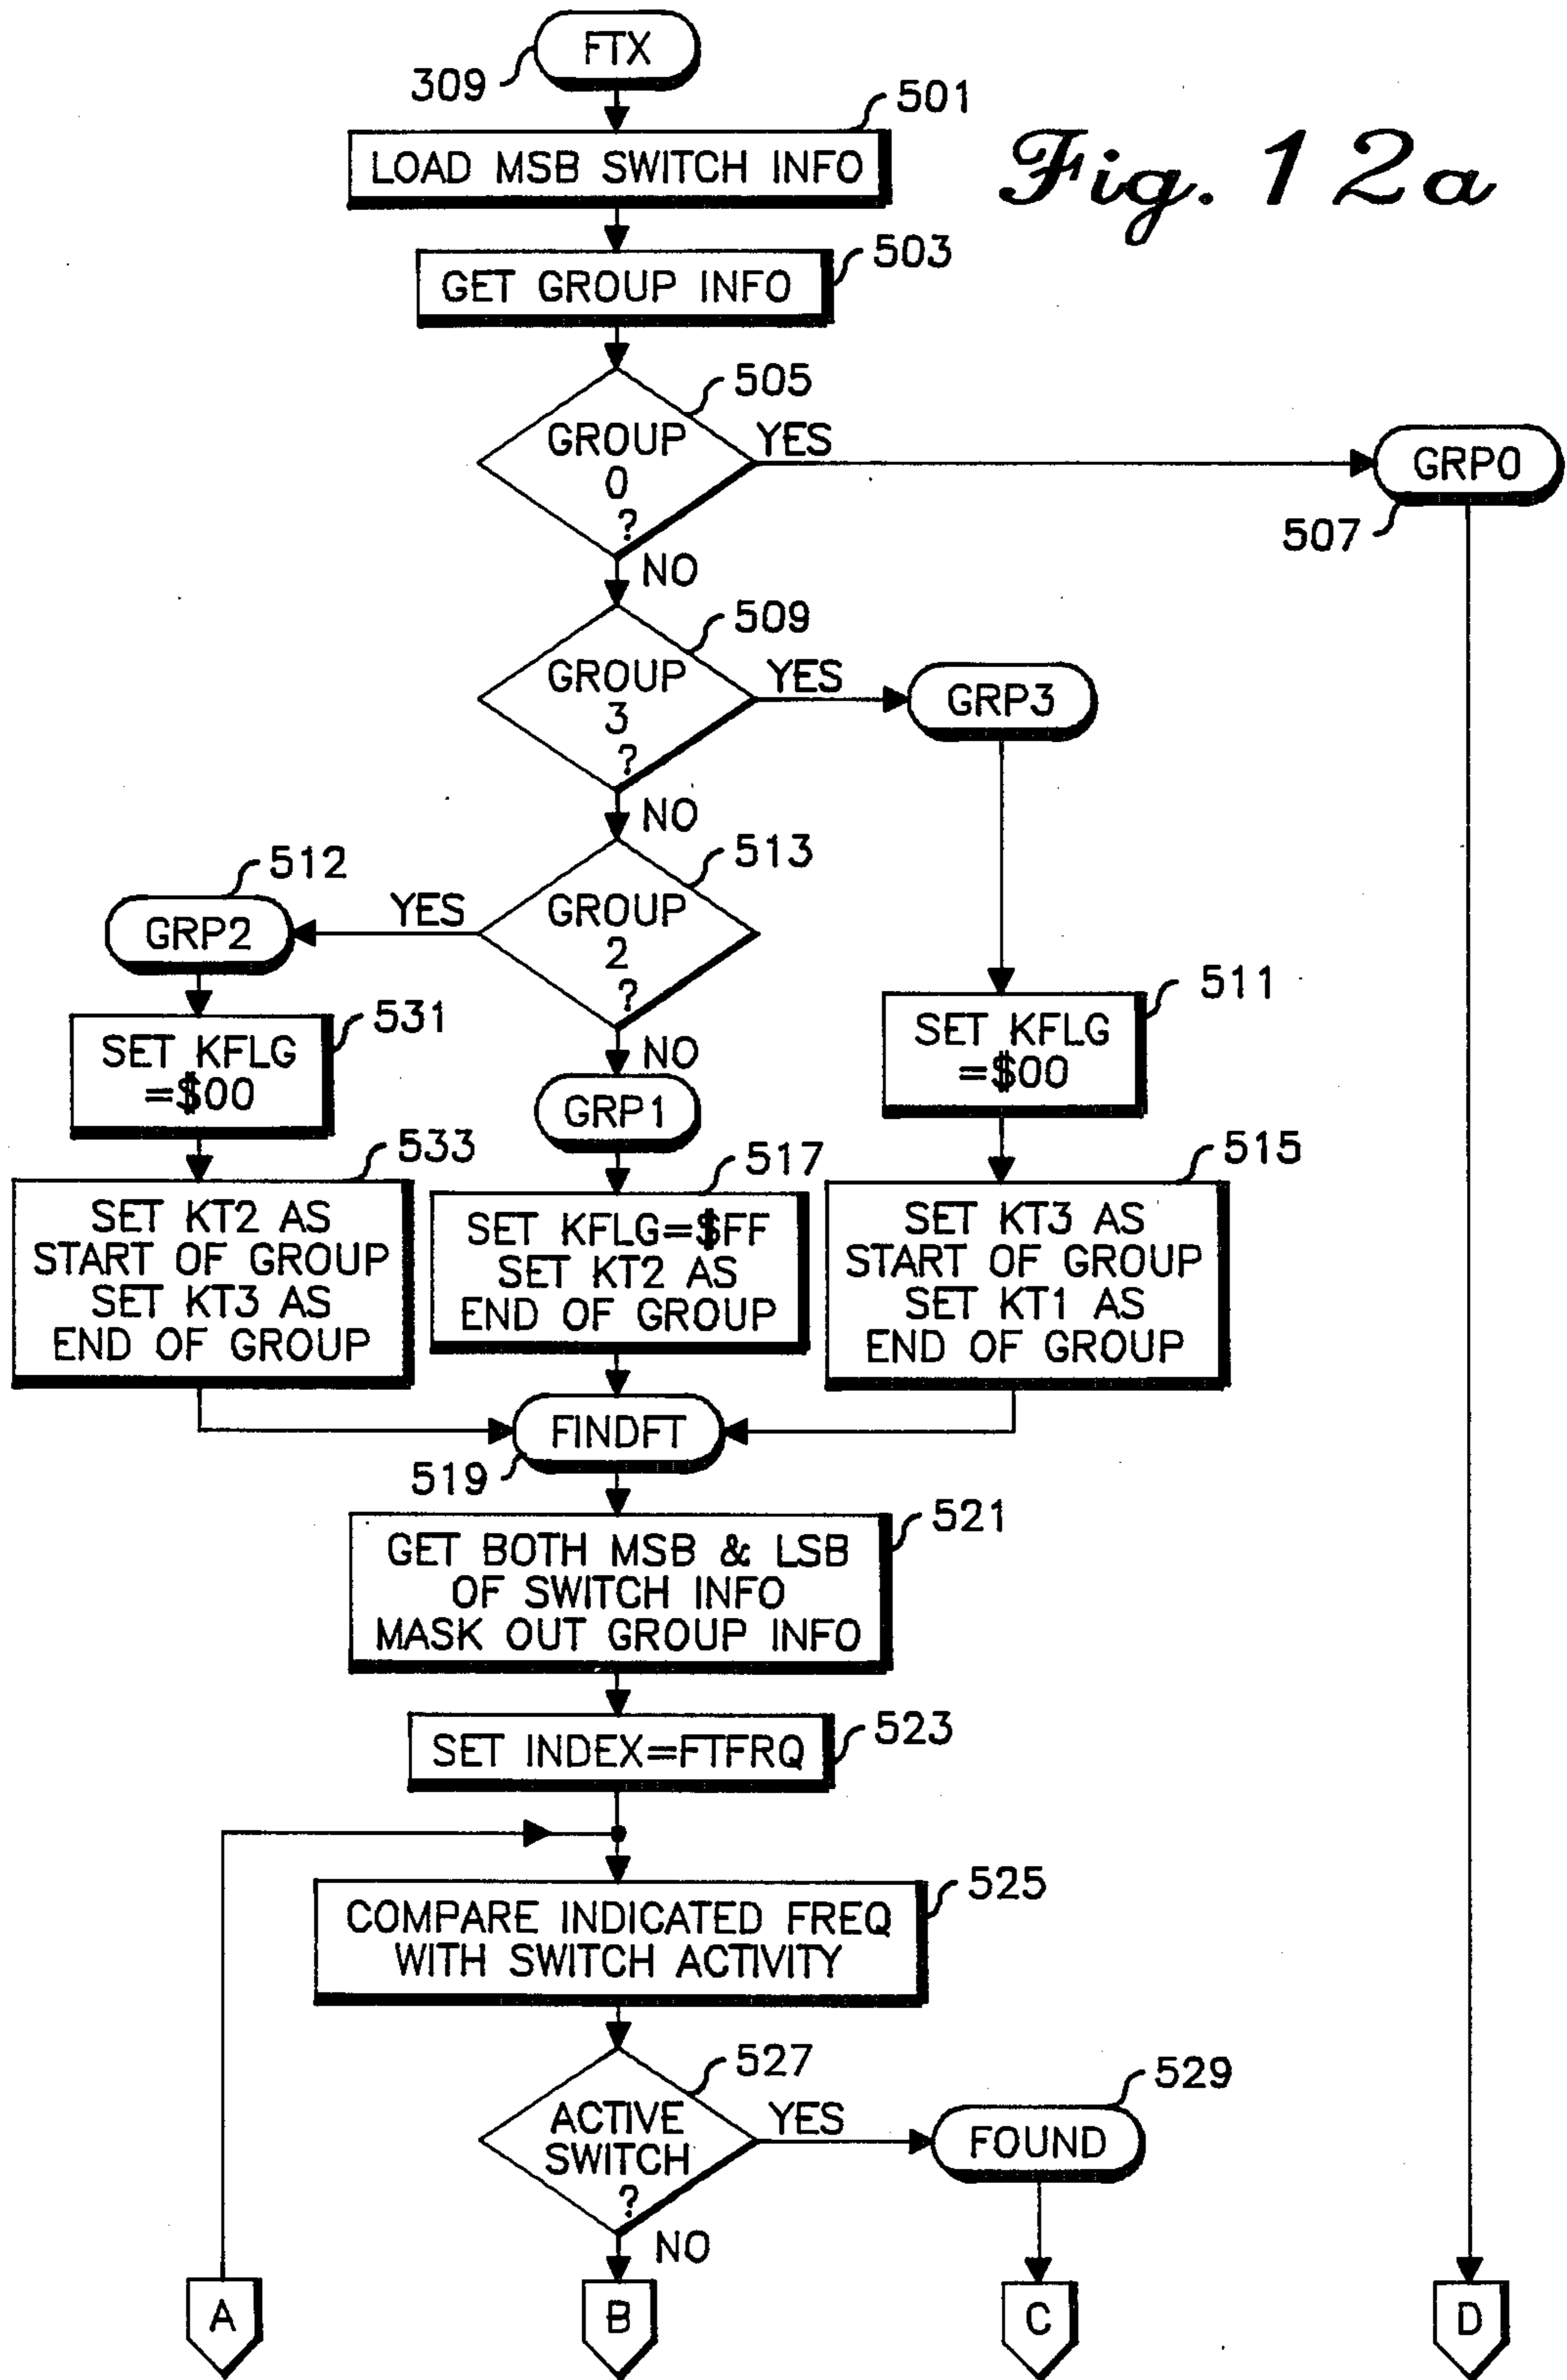 FTX
309
501
LOAD MSB SWITCH INFO
Fig. 12a
503
GET GROUP INFO
505
GROUP
0
?
YES
GRP0
507
NO
509
GROUP
3
?
YES
GRP3
NO
513
GROUP
2
?
YES
512
GRP2
NO
531
SET KFLG
=$00
GRP1
511
SET KFLG
=$00
533
SET KT2 AS
START OF GROUP
SET KT3 AS
END OF GROUP
517
SET KFLG=$FF
SET KT2 AS
END OF GROUP
515
SET KT3 AS
START OF GROUP
SET KT1 AS
END OF GROUP
FINDFT
519
521
GET BOTH MSB & LSB
OF SWITCH INFO
MASK OUT GROUP INFO
523
SET INDEX=FTFRQ
525
COMPARE INDICATED FREQ
WITH SWITCH ACTIVITY
527
ACTIVE
SWITCH
?
YES
529
FOUND
NO
A
B
C
D